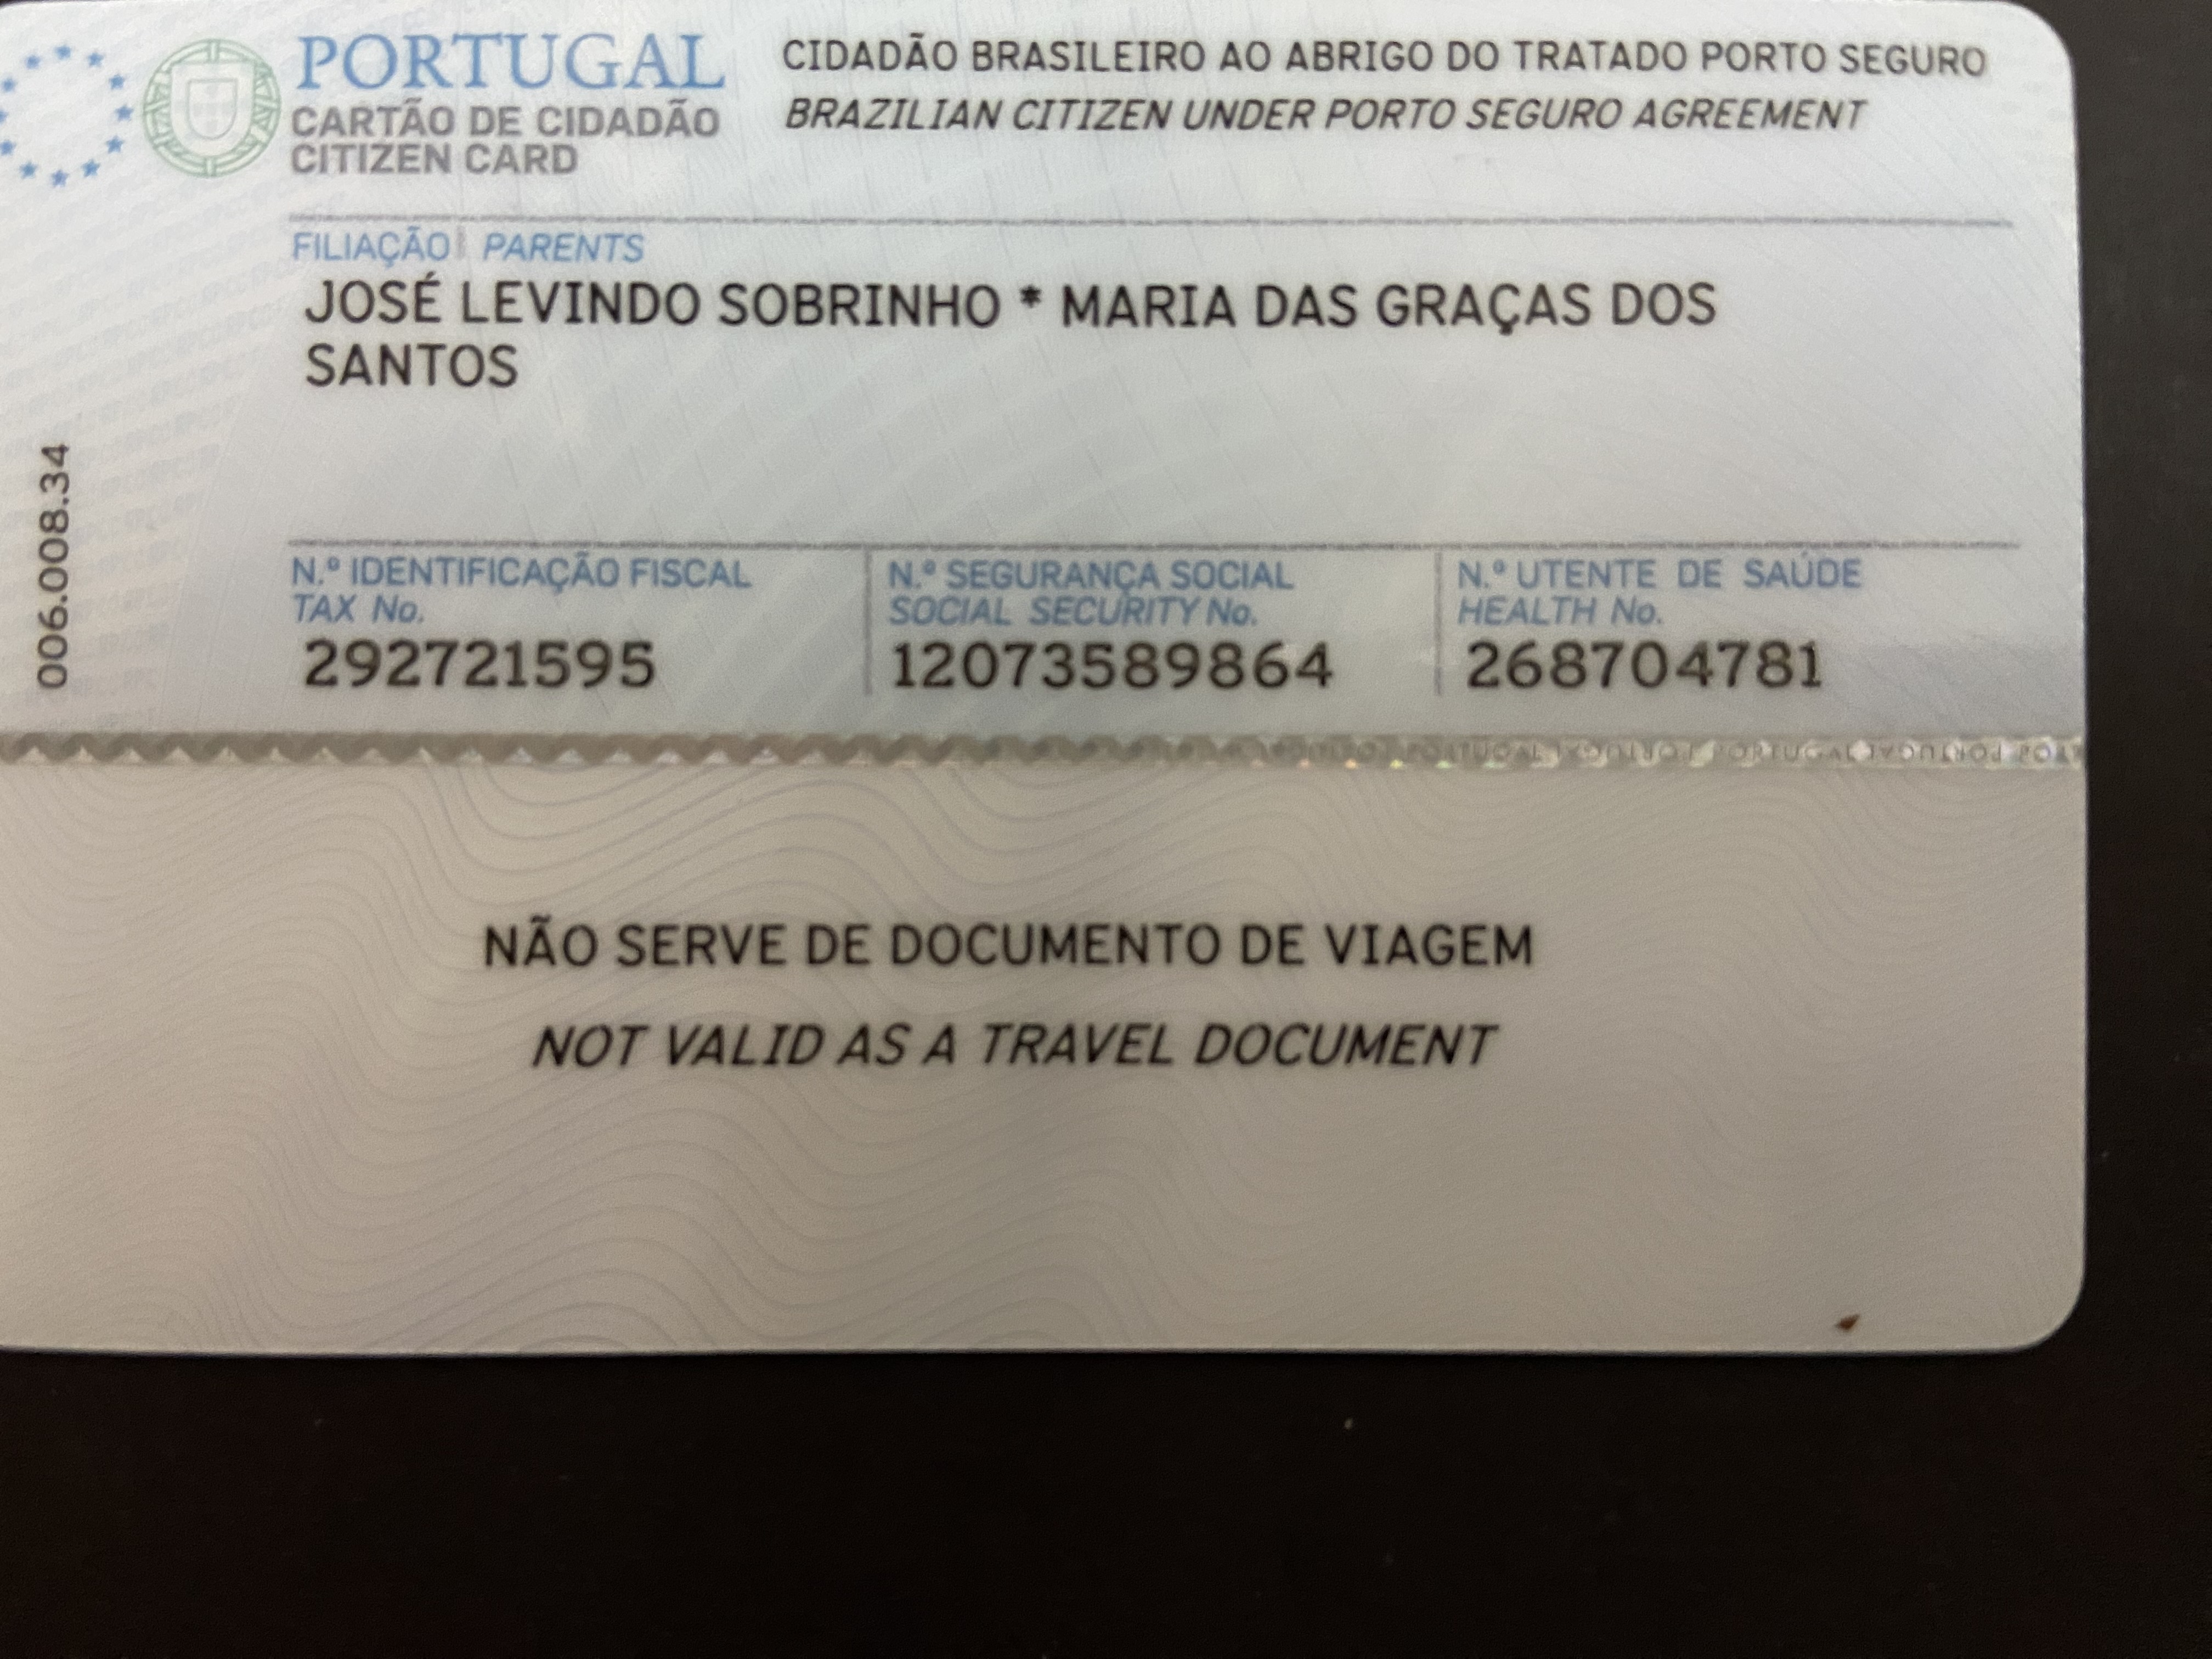 PORTUGAL
CARTÃO DE CIDADÃO
CITIZEN CARD
CIDADÃO BRASILEIRO AO ABRIGO DO TRATADO PORTO SEGURO
BRAZILIAN CITIZEN UNDER PORTO SEGURO AGREEMENT
FILIAÇÃO | PARENTS
JOSÉ LEVINDO SOBRINHO * MARIA DAS GRAÇAS DOS
SANTOS
N.º IDENTIFICAÇÃO FISCAL
TAX No.
292721595
N.º SEGURANÇA SOCIAL
SOCIAL SECURITY No.
12073589864
N.º UTENTE DE SAÚDE
HEALTH No.
268704781
006.008.34
NÃO SERVE DE DOCUMENTO DE VIAGEM
NOT VALID AS A TRAVEL DOCUMENT